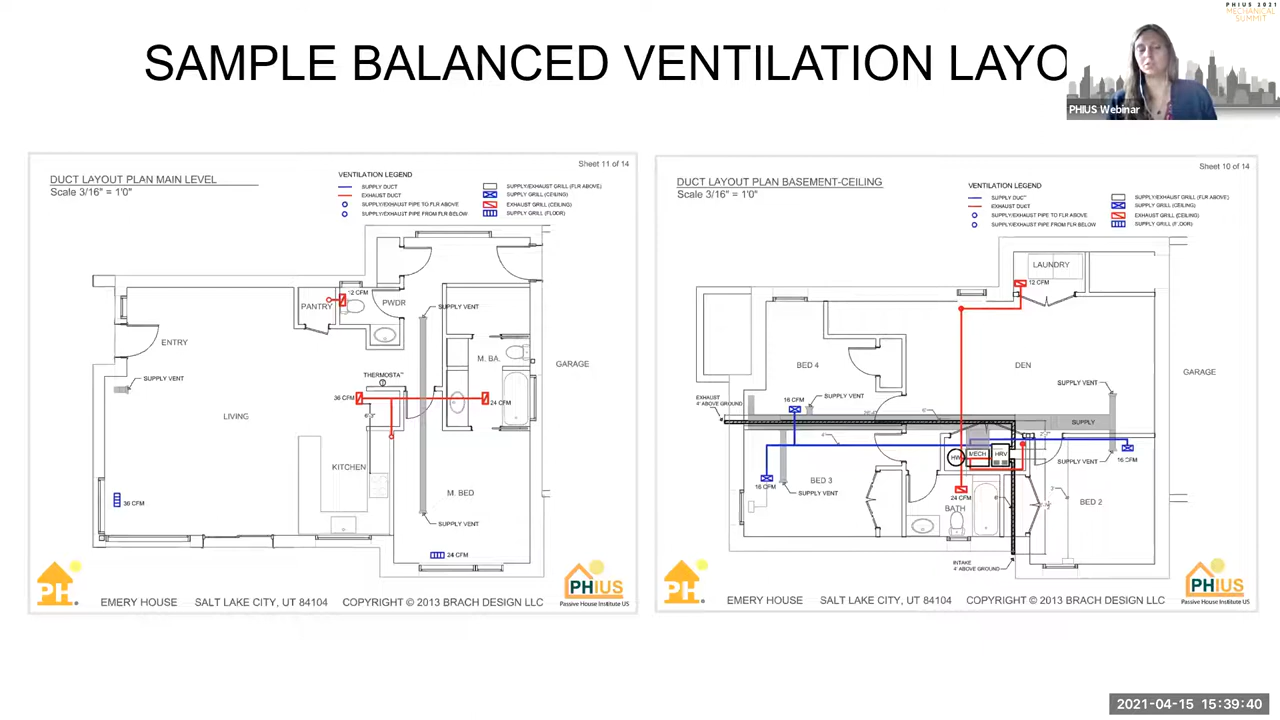 PHIUS 2021
MECHANICAL
SUMMIT
SAMPLE BALANCED VENTILATION LAYO
PHIUS Webinar
Sheet 11 of 14
DUCT LAYOUT PLAN MAIN LEVEL
Scale 3/16" = 1'0"
VENTILATION LEGEND
SUPPLY DUCT
EXHAUST DUCT
SUPPLY/EXHAUST PIPE TO FLR ABOVE
SUPPLY/EXHAUST PIPE FROM FLR BELOW
SUPPLY/EXHAUST GRILL (FLR ABOVE)
SUPPLY GRILL (CEILING)
EXHAUST GRILL (CEILING)
SUPPLY GRILL (FLOOR)
12 CFM
PANTRY
PWDR
SUPPLY VENT
ENTRY
M. BA.
GARAGE
THERMOSTAT
SUPPLY VENT
36 CFM
24 CFM
LIVING
KITCHEN
M. BED
36 CFM
SUPPLY VENT
24 CFM
PH
PHIUS
Passive House Institute US
EMERY HOUSE SALT LAKE CITY, UT 84104 COPYRIGHT © 2013 BRACH DESIGN LLC
Sheet 10 of 14
DUCT LAYOUT PLAN BASEMENT-CEILING
Scale 3/16" = 1'0"
VENTILATION LEGEND
SUPPLY DUCT
EXHAUST DUCT
SUPPLY/EXHAUST PIPE TO FLR ABOVE
SUPPLY/EXHAUST PIPE FROM FLR BELOW
SUPPLY/EXHAUST GRILL (FLR ABOVE)
SUPPLY GRILL (CEILING)
EXHAUST GRILL (CEILING)
SUPPLY GRILL (FLOOR)
LAUNDRY
12 CFM
BED 4
DEN
GARAGE
SUPPLY VENT
SUPPLY VENT
EXHAUST
4' ABOVE GROUND
16 CFM
SUPPLY
HW
MECH
HRV
SUPPLY VENT
16 CFM
BED 3
16 CFM
SUPPLY VENT
24 CFM
BATH
BED 2
INTAKE
4' ABOVE GROUND
PH
PHIUS
Passive House Institute US
EMERY HOUSE SALT LAKE CITY, UT 84104 COPYRIGHT © 2013 BRACH DESIGN LLC
2021-04-15 15:39:40